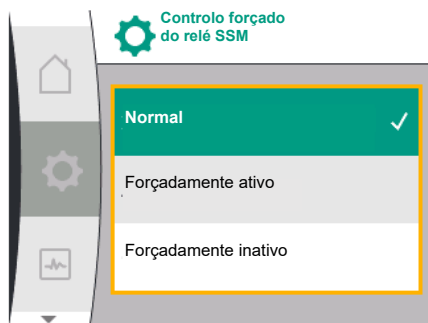 Controlo forçado
do relé SSM
Normal
Forçadamente ativo
Forçadamente inativo